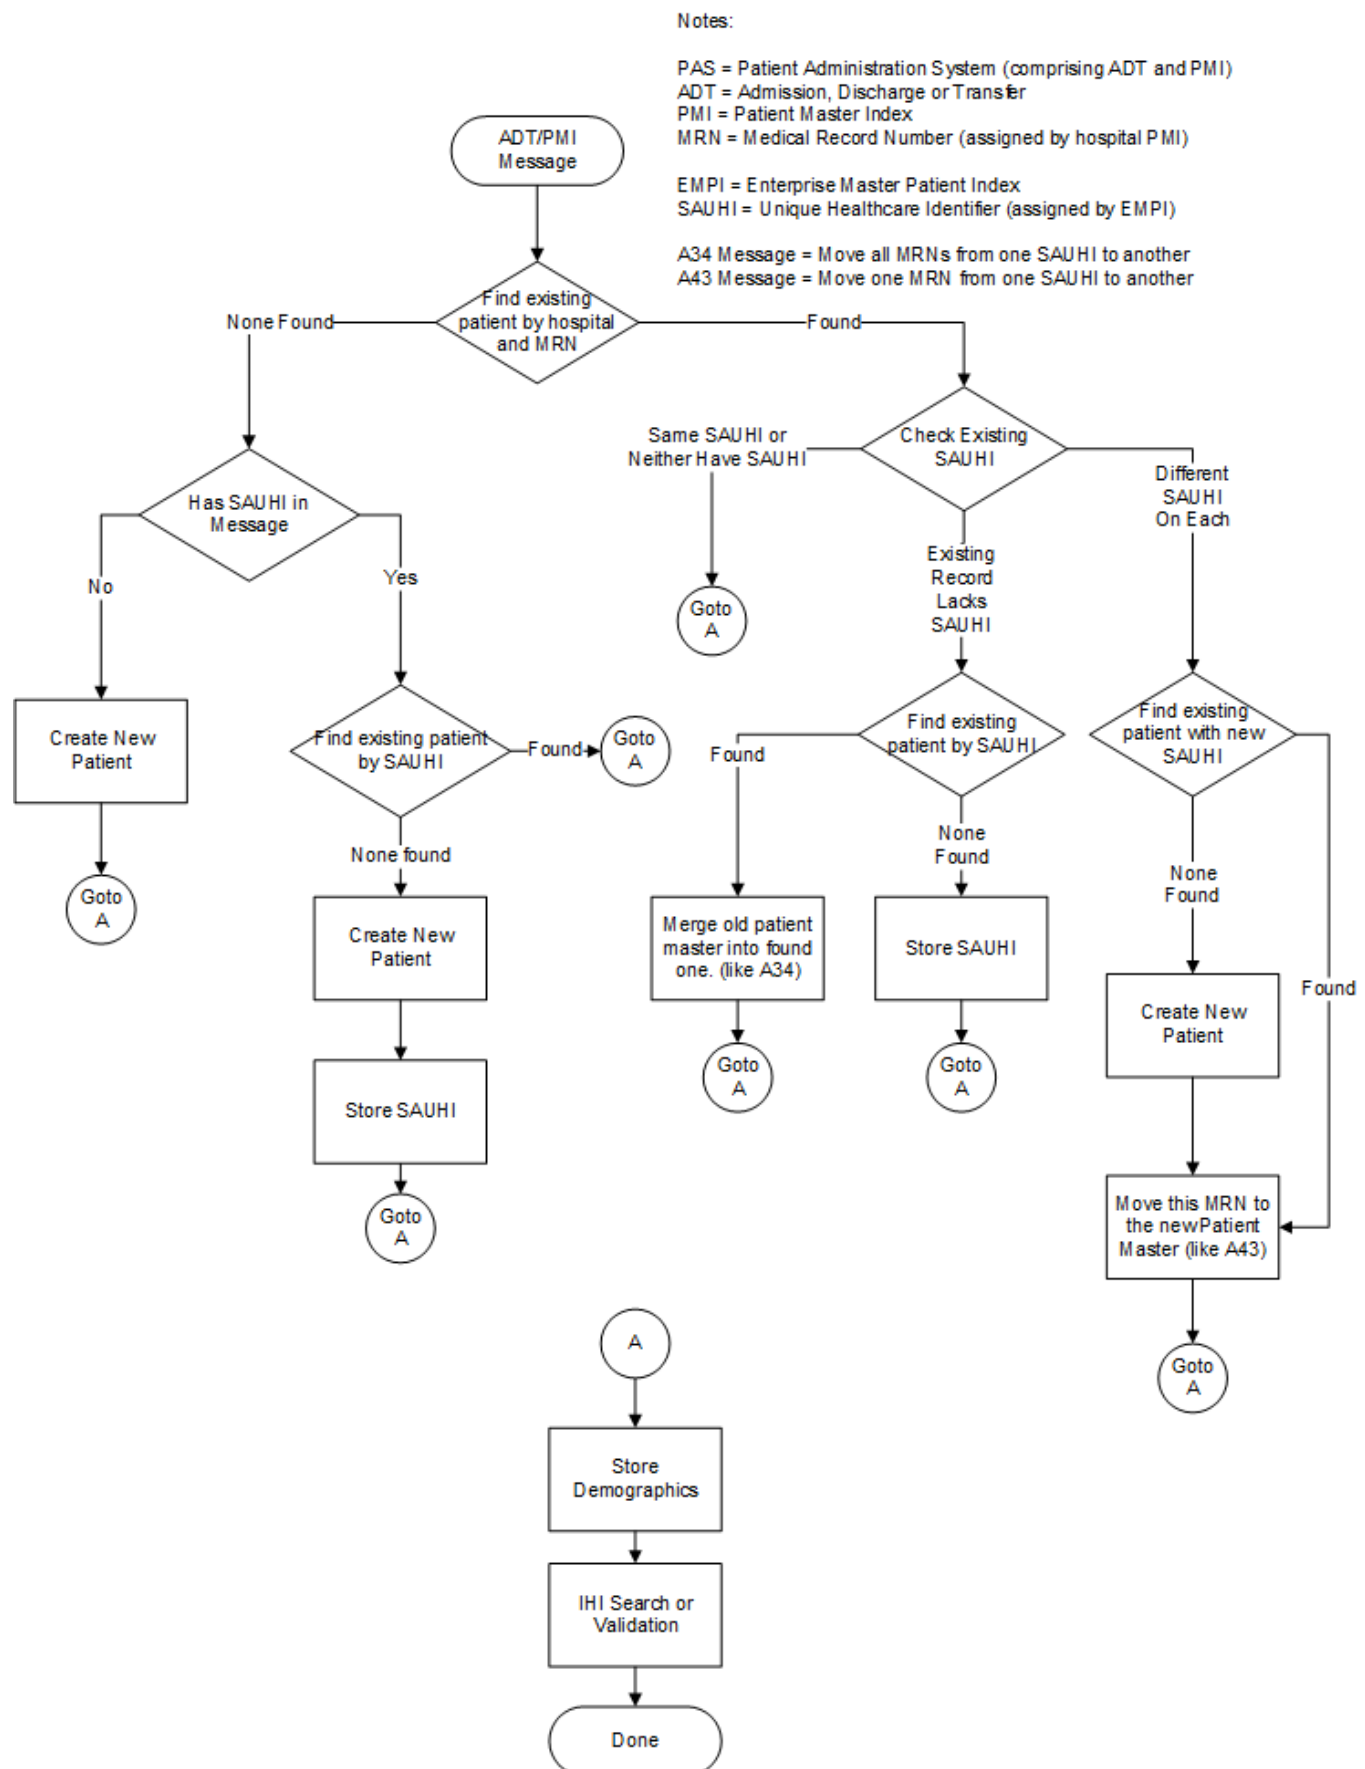 Notes:
PAS = Patient Administration System (comprising ADT and PMI)
ADT = Admission, Discharge or Transfer
PMI = Patient Master Index
MRN = Medical Record Number (assigned by hospital PMI)
EMPI = Enterprise Master Patient Index
SAUHI = Unique Healthcare Identifier (assigned by EMPI)
A34 Message = Move all MRNs from one SAUHI to another
A43 Message = Move one MRN from one SAUHI to another
ADT/PMI
Message
Find existing
patient by hospital
and MRN
None Found
Found
Has SAUHI in
Message
No
Yes
Create New
Patient
Goto
A
Find existing patient
by SAUHI
Found
Goto
A
None found
Create New
Patient
Store SAUHI
Goto
A
Check Existing
SAUHI
Same SAUHI or
Neither Have SAUHI
Goto
A
Existing
Record
Lacks
SAUHI
Different
SAUHI
On Each
Find existing
patient by SAUHI
Found
Merge old patient
master into found
one. (like A34)
Goto
A
None
Found
Store SAUHI
Goto
A
Find existing
patient with new
SAUHI
None
Found
Found
Create New
Patient
Move this MRN to
the new Patient
Master (like A43)
Goto
A
A
Store
Demographics
IHI Search or
Validation
Done